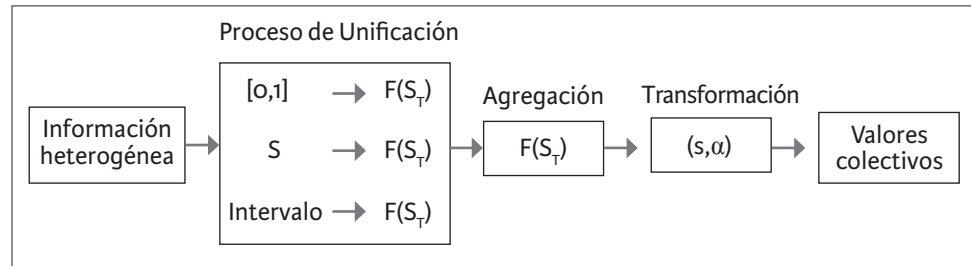 Proceso de Unificación
Información
heterogénea
[0,1] F(S_T)
S F(S_T)
Intervalo F(S_T)
Agregación
F(S_T)
Transformación
(s,α)
Valores
colectivos